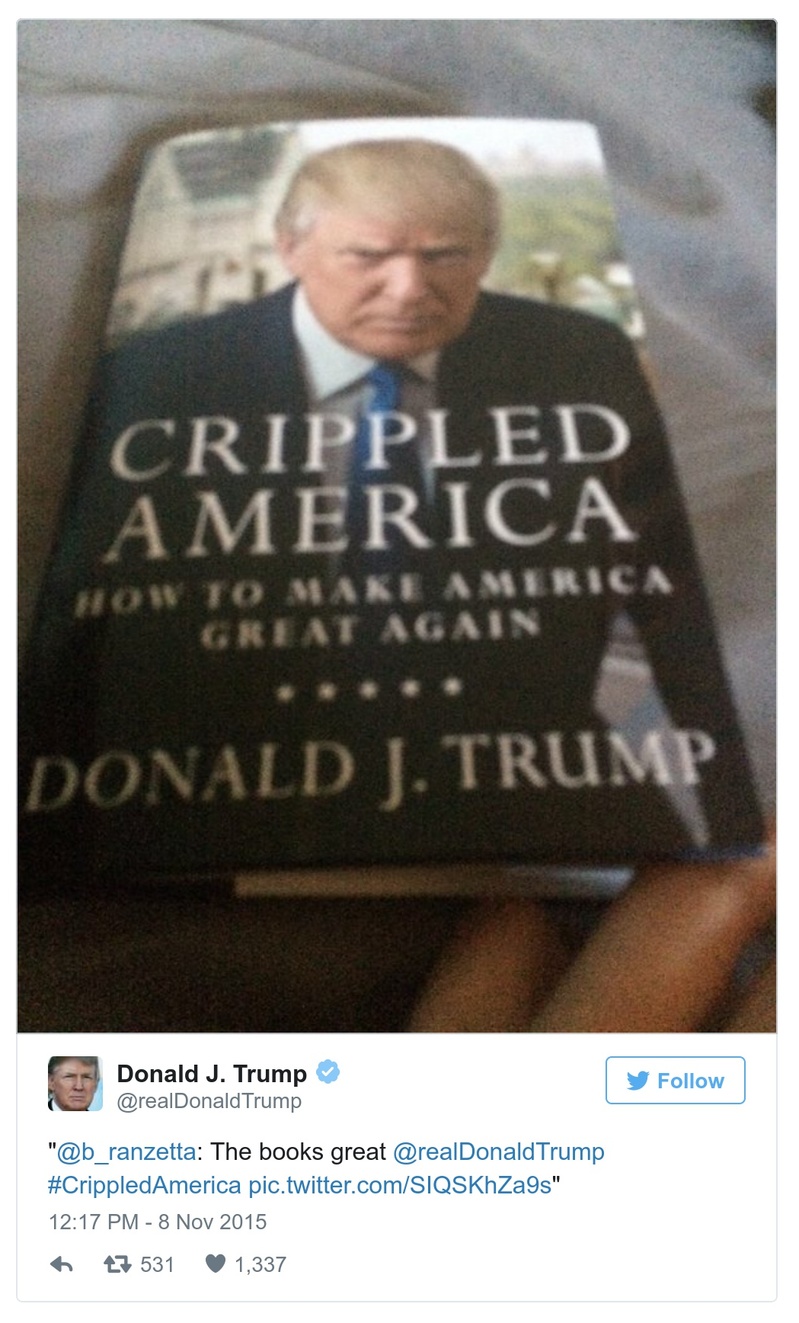 CRIPPLED
AMERICA
HOW TO MAKE AMERICA
GREAT AGAIN
DONALD J. TRUMP
Donald J. Trump
@realDonaldTrump
Follow
"@b_ranzetta: The books great @realDonaldTrump
#CrippledAmerica pic.twitter.com/SIQSKhZa9s"
12:17 PM - 8 Nov 2015
531 1,337